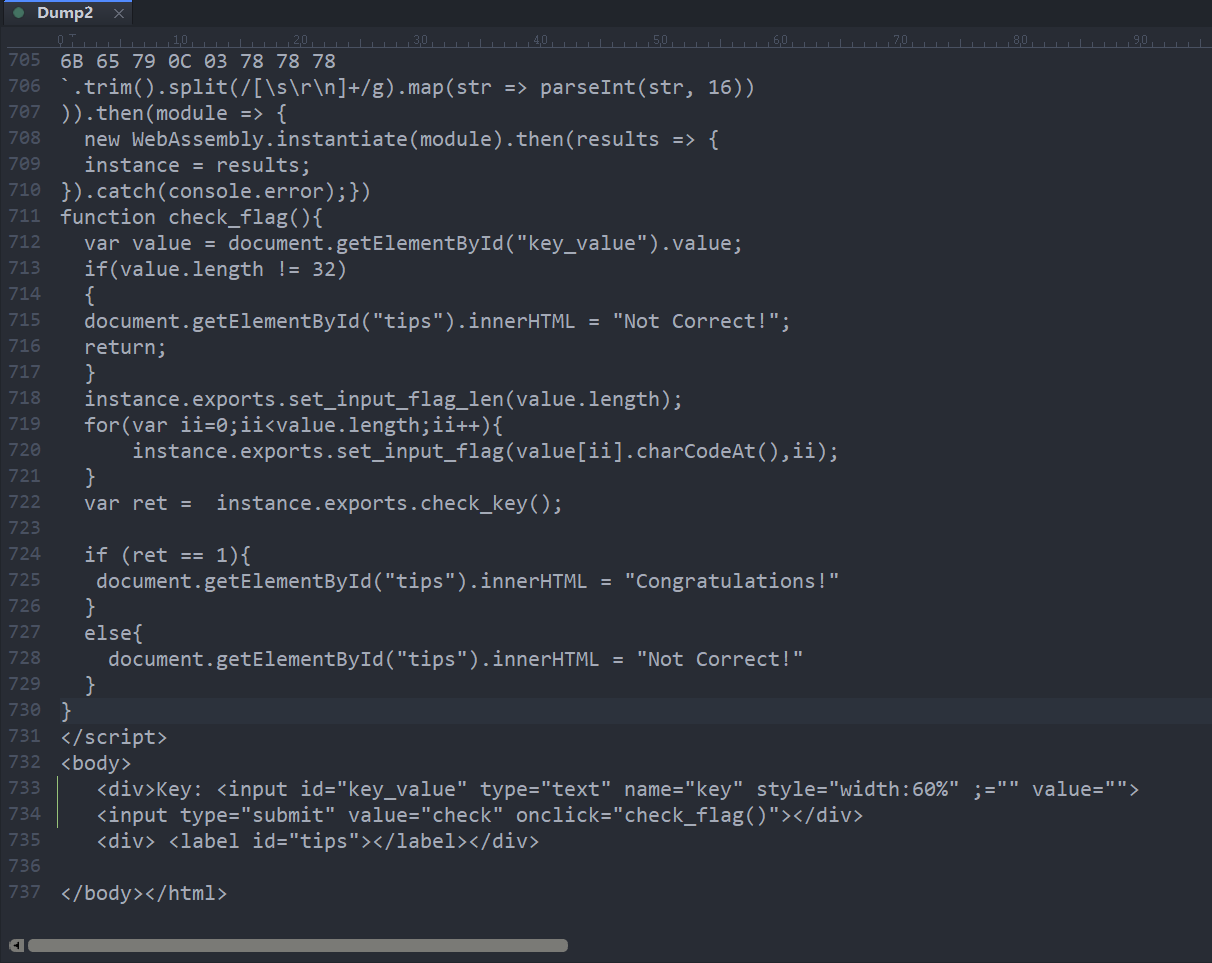 Dump2
0 10 20 30 40 50 60 70 80 90
705 6B 65 79 0C 03 78 78 78
706 `.trim().split(/[\s\r\n]+/g).map(str => parseInt(str, 16))
707 )).then(module => {
708   new WebAssembly.instantiate(module).then(results => {
709   instance = results;
710 }).catch(console.error);})
711 function check_flag(){
712   var value = document.getElementById("key_value").value;
713   if(value.length != 32)
714   {
715   document.getElementById("tips").innerHTML = "Not Correct!";
716   return;
717   }
718   instance.exports.set_input_flag_len(value.length);
719   for(var ii=0;ii<value.length;ii++){
720       instance.exports.set_input_flag(value[ii].charCodeAt(),ii);
721   }
722   var ret =  instance.exports.check_key();
723
724   if (ret == 1){
725    document.getElementById("tips").innerHTML = "Congratulations!"
726   }
727   else{
728     document.getElementById("tips").innerHTML = "Not Correct!"
729   }
730 }
731 </script>
732 <body>
733    <div>Key: <input id="key_value" type="text" name="key" style="width:60%" ;="" value="">
734    <input type="submit" value="check" onclick="check_flag()"></div>
735    <div> <label id="tips"></label></div>
736
737 </body></html>